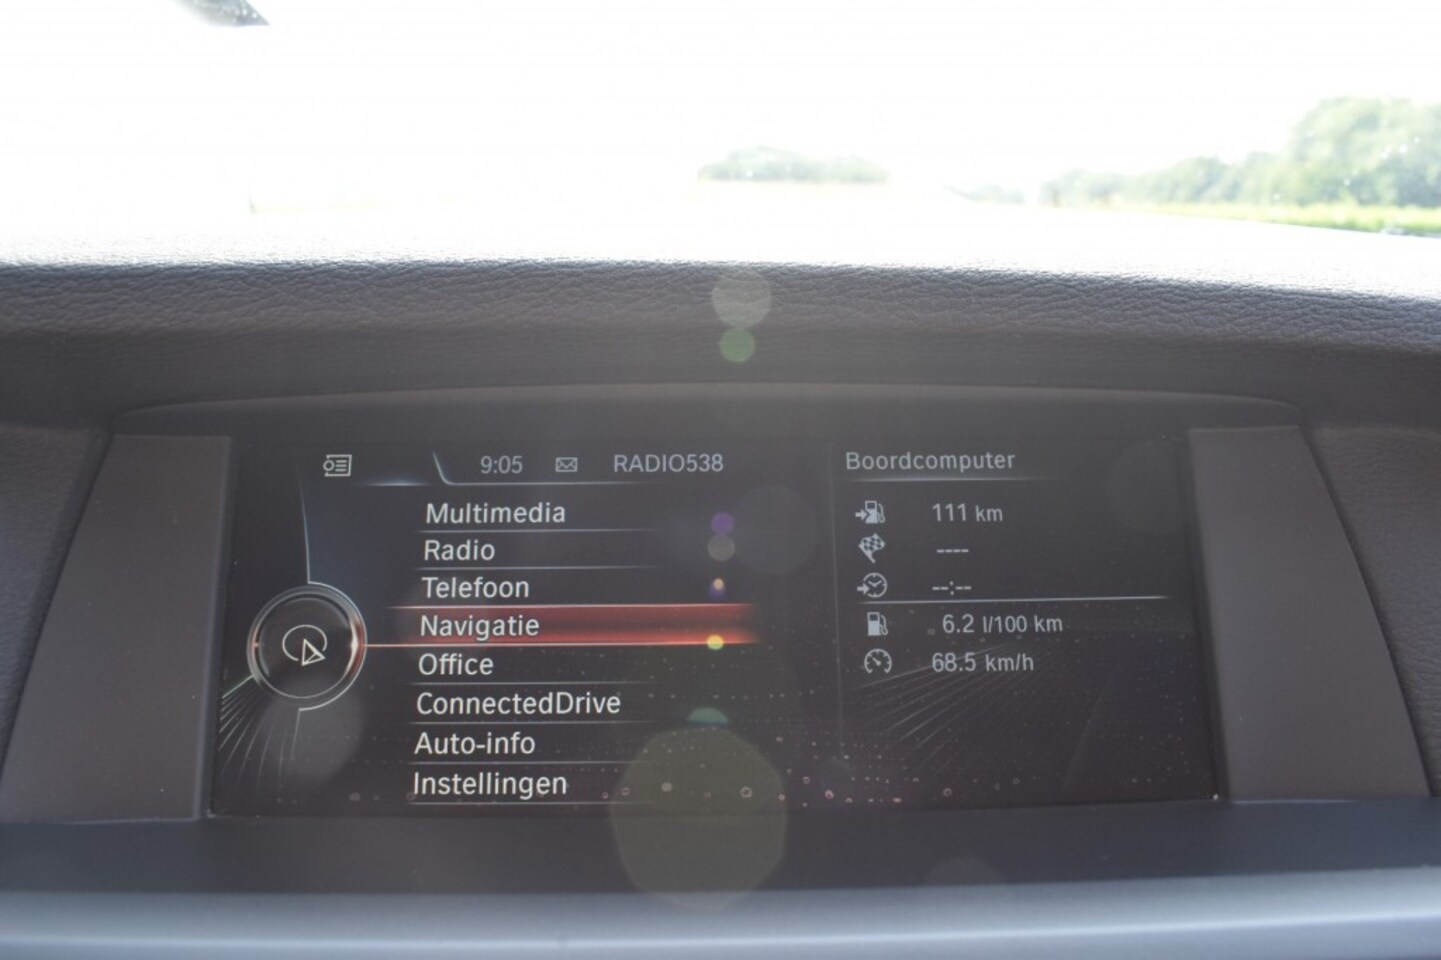 9:05 RADIO538
Multimedia
Radio
Telefoon
Navigatie
Office
ConnectedDrive
Auto-info
Instellingen
Boordcomputer
111 km
----
--:--
6.2 l/100 km
68.5 km/h